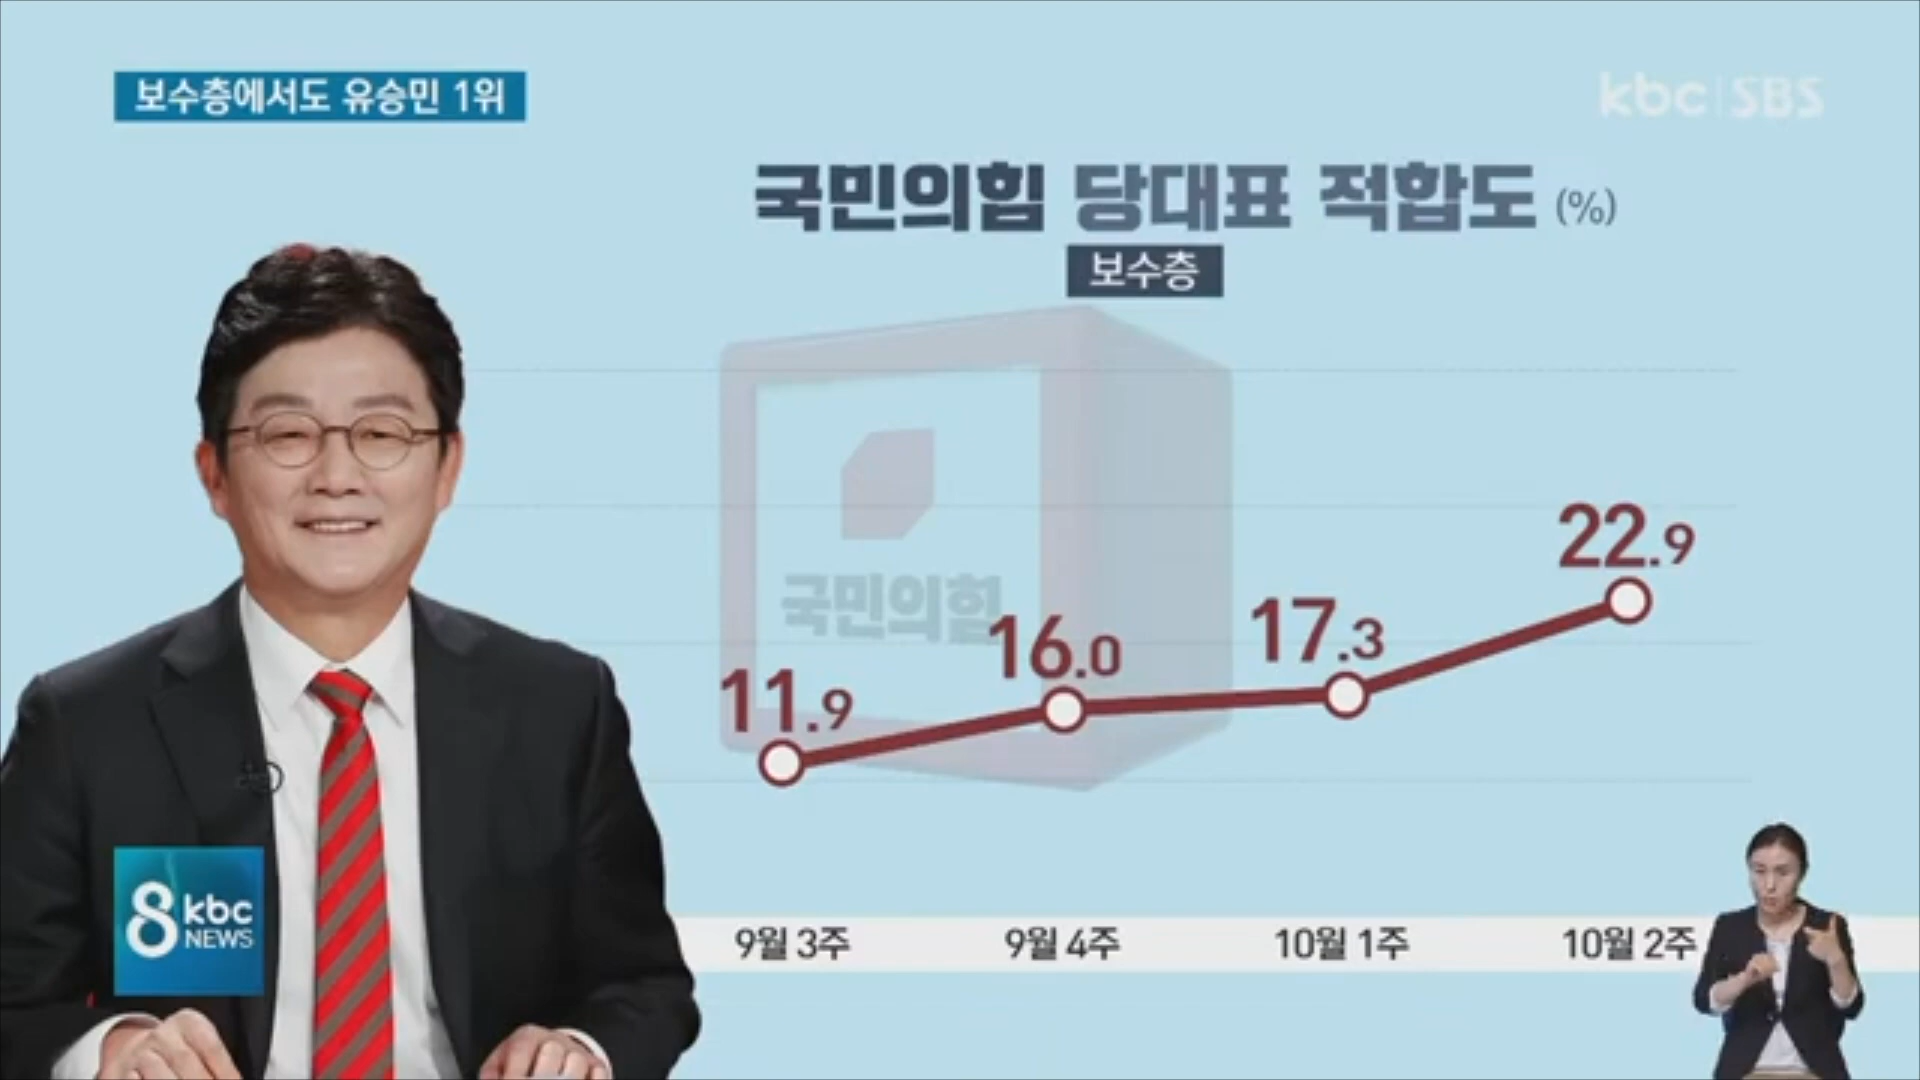 보수층에서도 유승민 1위
kbc SBS
국민의힘 당대표 적합도 (%)
보수층
국민의힘
11.9
16.0
17.3
22.9
9월 3주
9월 4주
10월 1주
10월 2주
8 kbc
NEWS